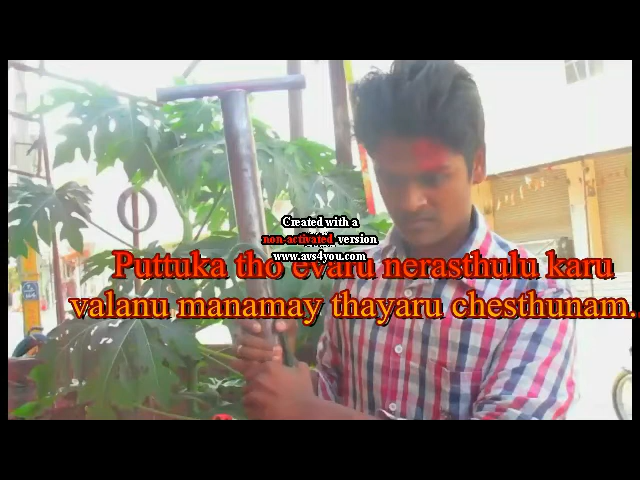 Created with a
non-activated version
www.avs4you.com
Puttuka tho evaru nerasthulu karu
valanu manamay thayaru chesthunam..